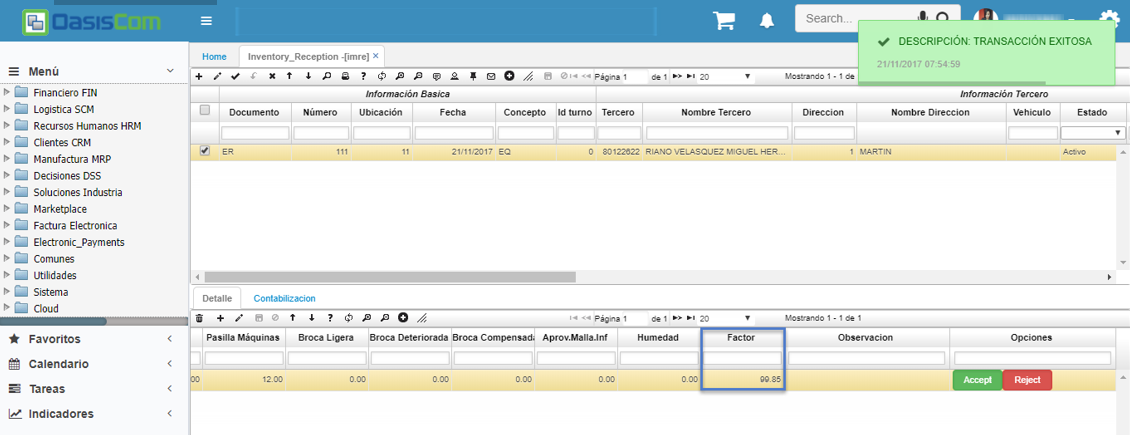 OasisCom
Search...
DESCRIPCIÓN: TRANSACCIÓN EXITOSA
21/11/2017 07:54:59
Home
Inventory_Reception -[imre] ×
Menú
Financiero FIN
Logistica SCM
Recursos Humanos HRM
Clientes CRM
Manufactura MRP
Decisiones DSS
Soluciones Industria
Marketplace
Factura Electronica
Electronic_Payments
Comunes
Utilidades
Sistema
Cloud
Favoritos
Calendario
Tareas
Indicadores
Página 1 de 1 20 Mostrando 1 - 1 de
Información Basica Información Tercero
Documento Número Ubicación Fecha Concepto Id turno Tercero Nombre Tercero Direccion Nombre Direccion Vehiculo Estado
ER 111 11 21/11/2017 EQ 0 80122622 RIANO VELASQUEZ MIGUEL HER... 1 MARTIN Activo
Detalle Contabilizacion
Página 1 de 1 20 Mostrando 1 - 1 de 1
Pasilla Máquinas Broca Ligera Broca Deteriorada Broca Compensada Aprov.Malla.Inf Humedad Factor Observacion Opciones
.00 12.00 0.00 0.00 0.00 0.00 0.00 99.85 Accept Reject